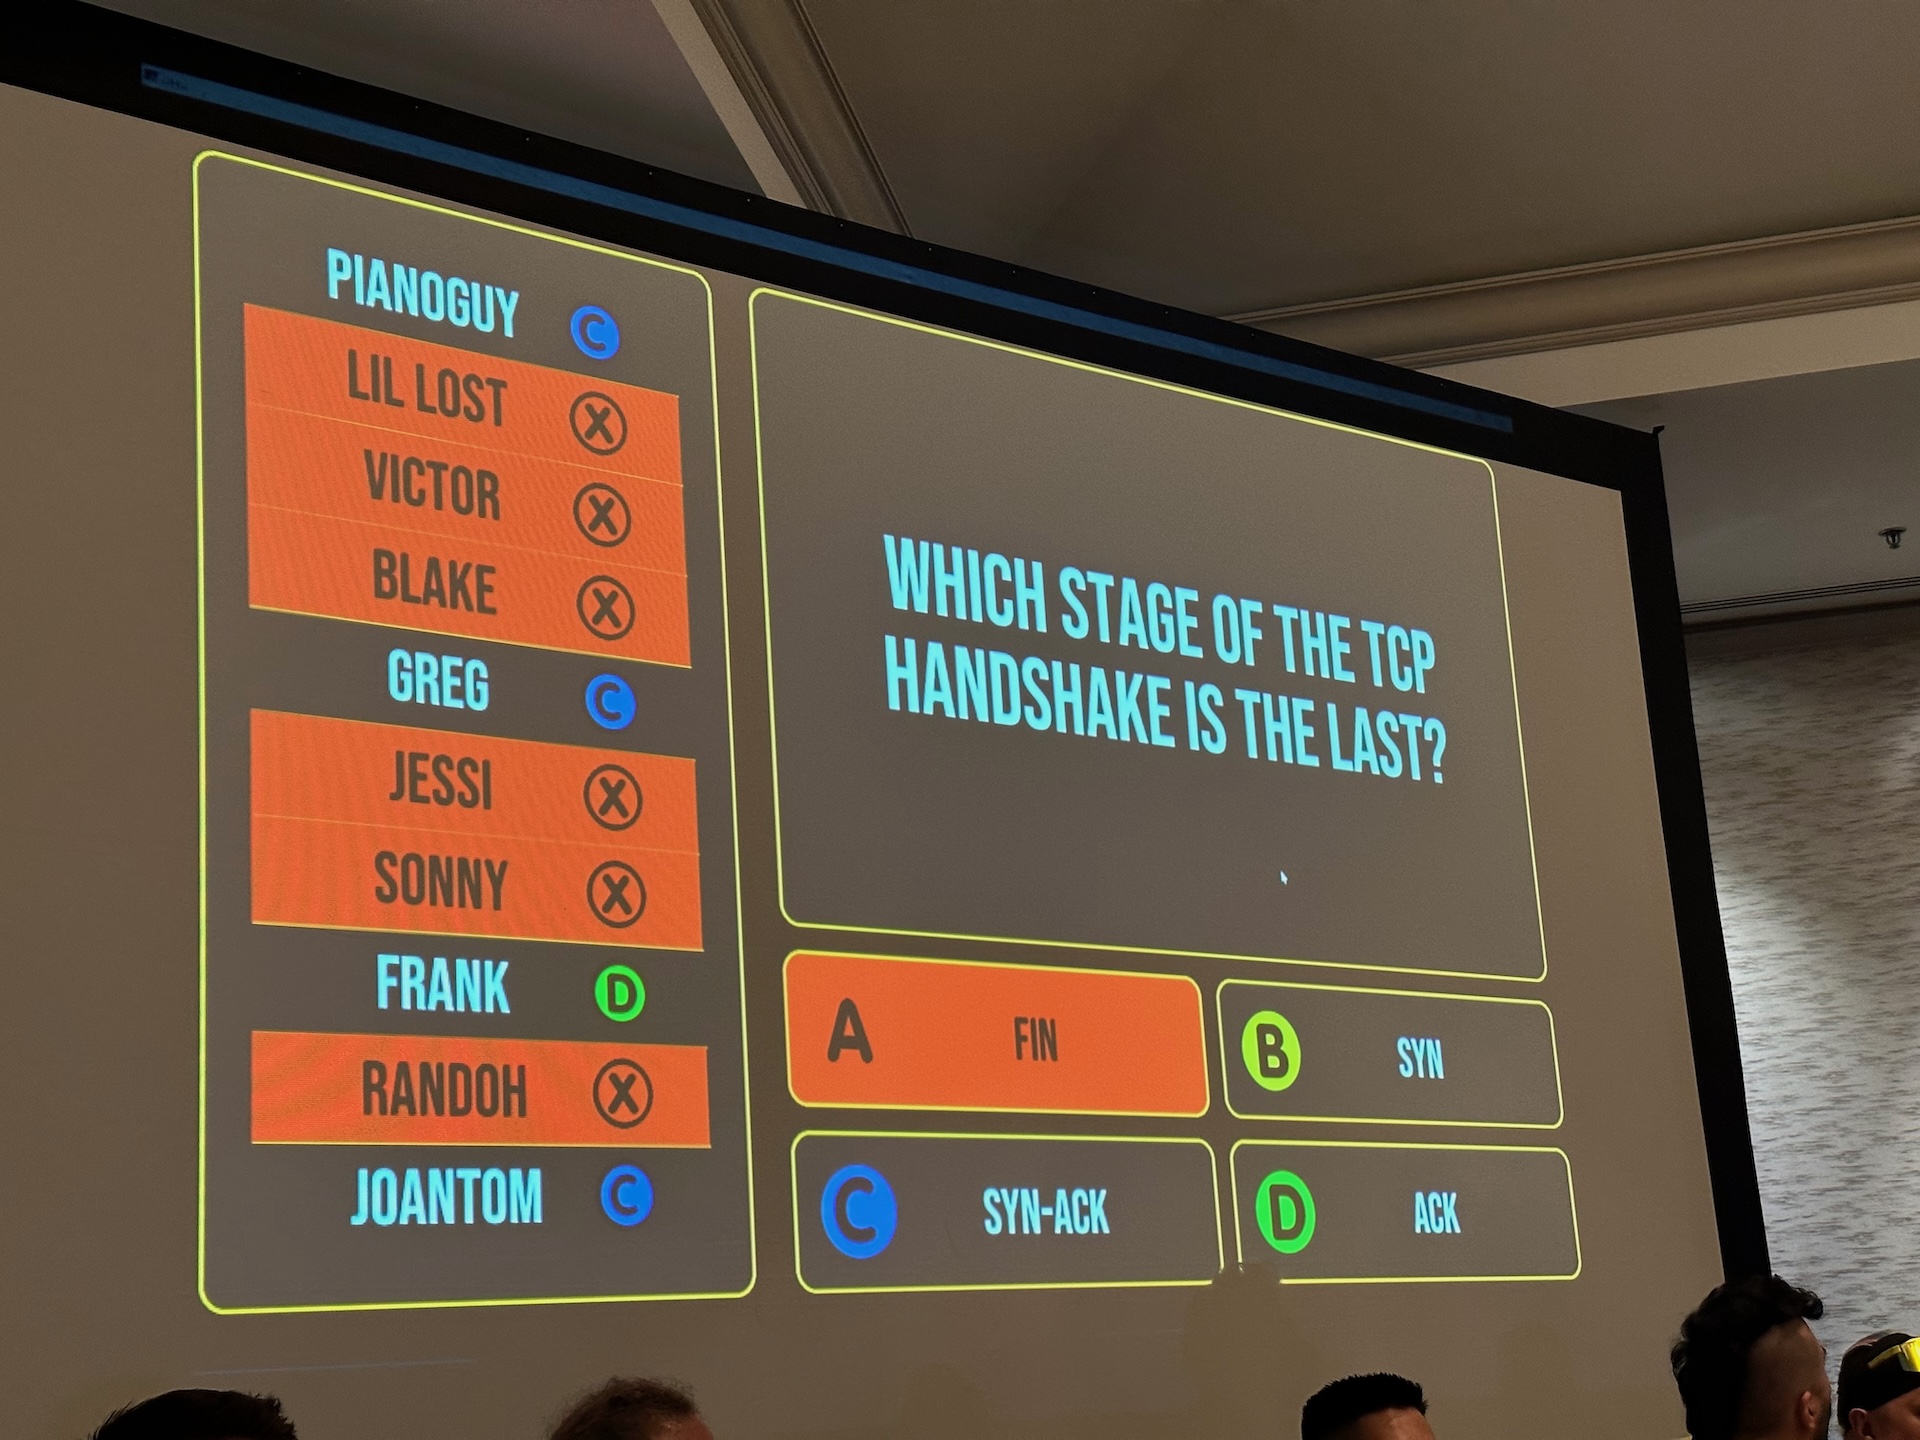 PIANOGUY C
LIL LOST X
VICTOR X
BLAKE X
GREG C
JESSI X
SONNY X
FRANK D
RANDOH X
JOANTOM C
WHICH STAGE OF THE TCP
HANDSHAKE IS THE LAST?
A FIN
B SYN
C SYN-ACK
D ACK